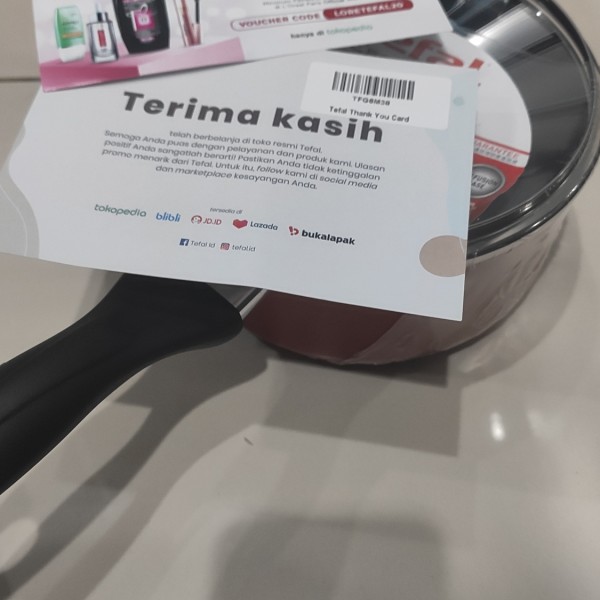 VOUCHER CODE LORETEFAL20
hanya di tokopedia
TFGSM38
Tefal Thank You Card
Terima kasih
telah berbelanja di toko resmi Tefal.
Semoga Anda puas dengan pelayanan dan produk kami. Ulasan
positif Anda sangatlah berarti! Pastikan Anda tidak ketinggalan
promo menarik dari Tefal. Untuk itu, follow kami di social media
dan marketplace kesayangan Anda.
tersedia di
tokopedia blibli JD.ID Lazada bukalapak
Tefal.id tefal.id